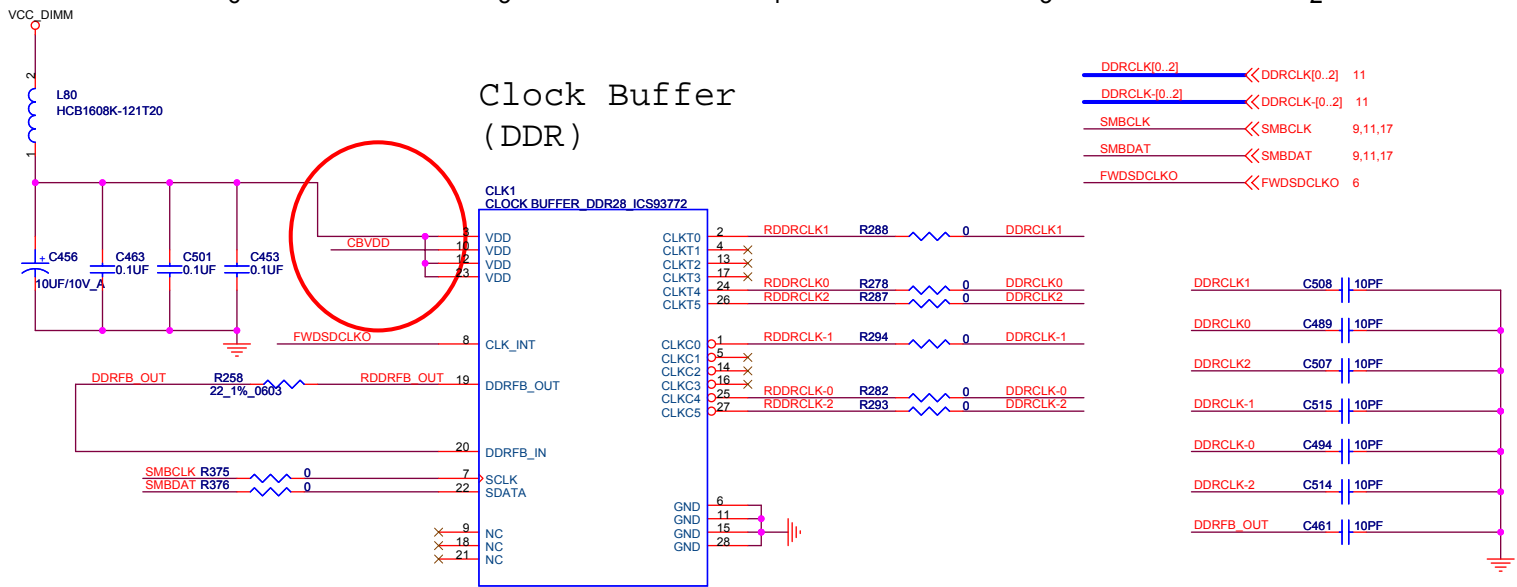 VCC_DIMM
2
L80
HCB1608K-121T20
1
Clock Buffer
(DDR)
C456
10UF/10V_A
C463
0.1UF
C501
0.1UF
C453
0.1UF
CLK1
CLOCK BUFFER_DDR28_ICS93772
CBVDD
3 VDD
10 VDD
12 VDD
23 VDD
FWDSDCLKO 8 CLK_INT
DDRFB_OUT R258 RDDRFB_OUT 19 DDRFB_OUT
22_1%_0603
20 DDRFB_IN
SMBCLK R375 0 7 SCLK
SMBDAT R376 0 22 SDATA
9 NC
18 NC
21 NC
CLKT0 2 RDDRCLK1 R288 0 DDRCLK1
CLKT1 4
CLKT2 13
CLKT3 17
CLKT4 24 RDDRCLK0 R278 0 DDRCLK0
CLKT5 26 RDDRCLK2 R287 0 DDRCLK2
CLKC0 1 RDDRCLK-1 R294 0 DDRCLK-1
CLKC1 5
CLKC2 14
CLKC3 16
CLKC4 25 RDDRCLK-0 R282 0 DDRCLK-0
CLKC5 27 RDDRCLK-2 R293 0 DDRCLK-2
GND 6
GND 11
GND 15
GND 28
DDRCLK[0..2] DDRCLK[0..2] 11
DDRCLK-[0..2] DDRCLK-[0..2] 11
SMBCLK SMBCLK 9,11,17
SMBDAT SMBDAT 9,11,17
FWDSDCLKO FWDSDCLKO 6
DDRCLK1 C508 10PF
DDRCLK0 C489 10PF
DDRCLK2 C507 10PF
DDRCLK-1 C515 10PF
DDRCLK-0 C494 10PF
DDRCLK-2 C514 10PF
DDRFB_OUT C461 10PF